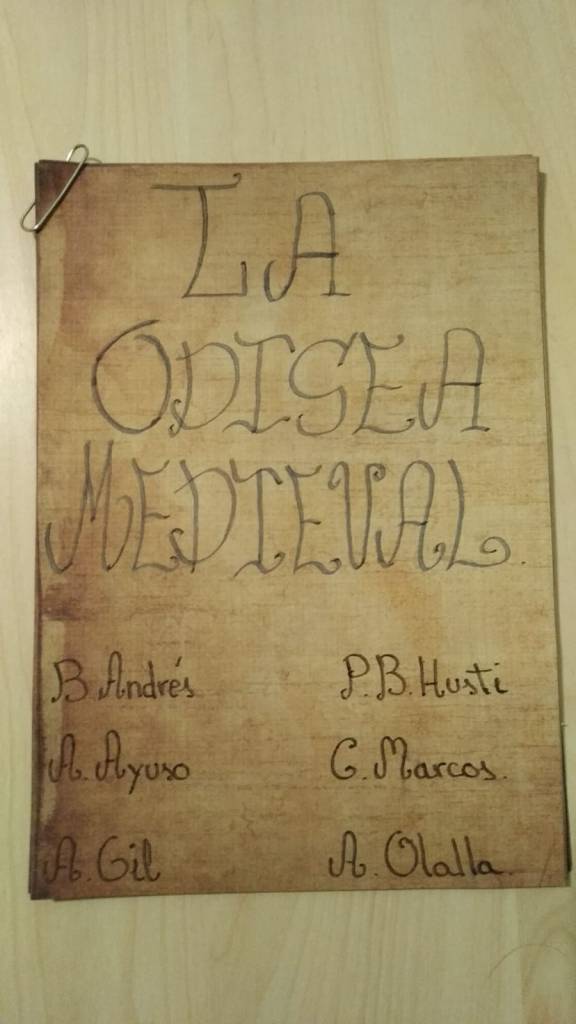 LA
ODISEA
MEDIEVAL.
B. Andrés
P.B. Husti
A. Ayuso
C. Marcos.
A. Gil
A. Olalla.